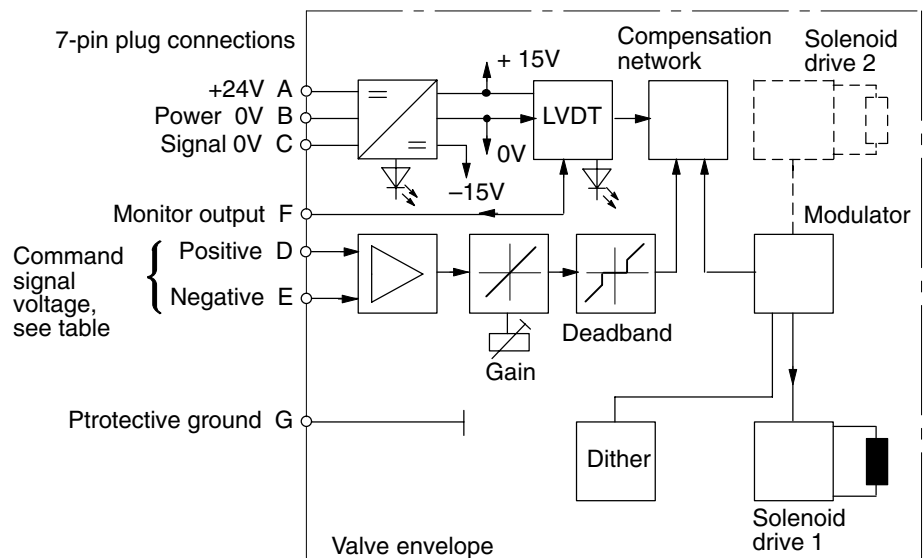 7-pin plug connections
+24V A
Power 0V B
Signal 0V C
Monitor output F
Command
signal
voltage,
see table
Positive D
Negative E
Ptrotective ground G
+ 15V
0V
–15V
LVDT
Compensation
network
Solenoid
drive 2
Modulator
Gain
Deadband
Dither
Solenoid
drive 1
Valve envelope